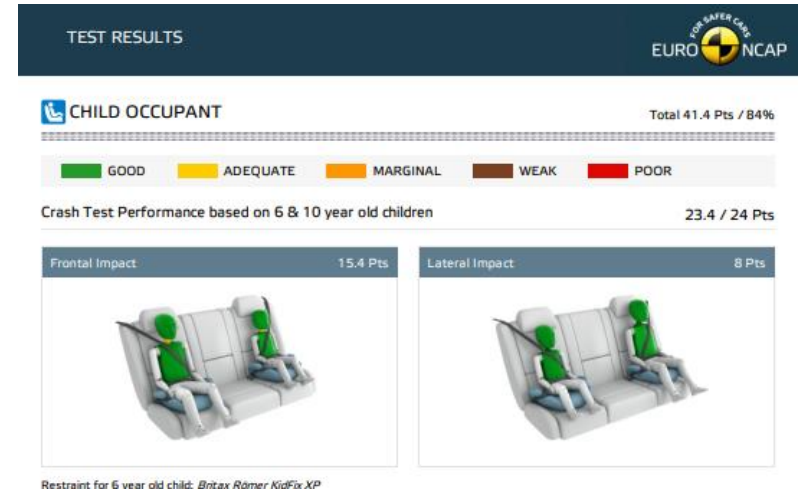 TEST RESULTS
FOR SAFER CARS
EURO NCAP
CHILD OCCUPANT
Total 41.4 Pts / 84%
GOOD ADEQUATE MARGINAL WEAK POOR
Crash Test Performance based on 6 & 10 year old children
23.4 / 24 Pts
Frontal Impact 15.4 Pts
Lateral Impact 8 Pts
Restraint for 6 year old child: Britax Römer KidFix XP